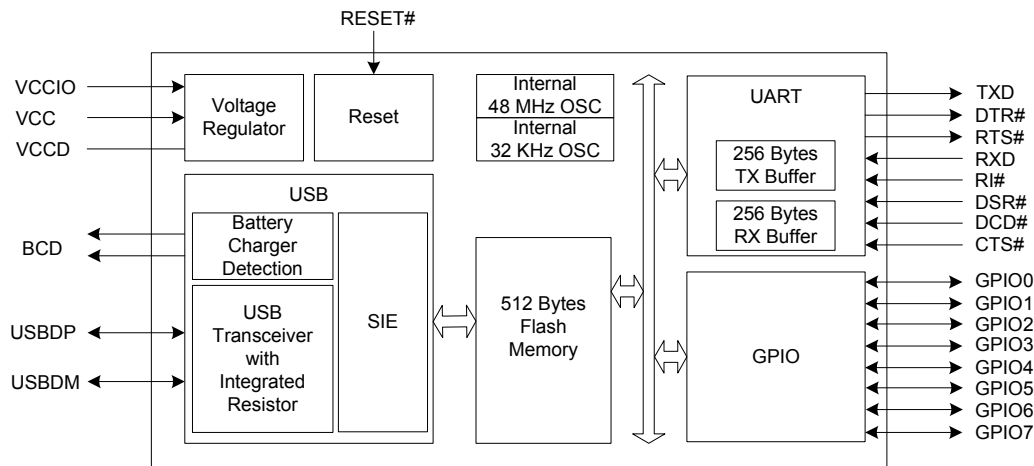 RESET#
VCCIO
VCC
VCCD
Voltage
Regulator
Reset
Internal
48 MHz OSC
Internal
32 KHz OSC
UART
256 Bytes
TX Buffer
256 Bytes
RX Buffer
TXD
DTR#
RTS#
RXD
RI#
DSR#
DCD#
CTS#
USB
Battery
Charger
Detection
USB
Transceiver
with
Integrated
Resistor
SIE
BCD
USBDP
USBDM
512 Bytes
Flash
Memory
GPIO
GPIO0
GPIO1
GPIO2
GPIO3
GPIO4
GPIO5
GPIO6
GPIO7